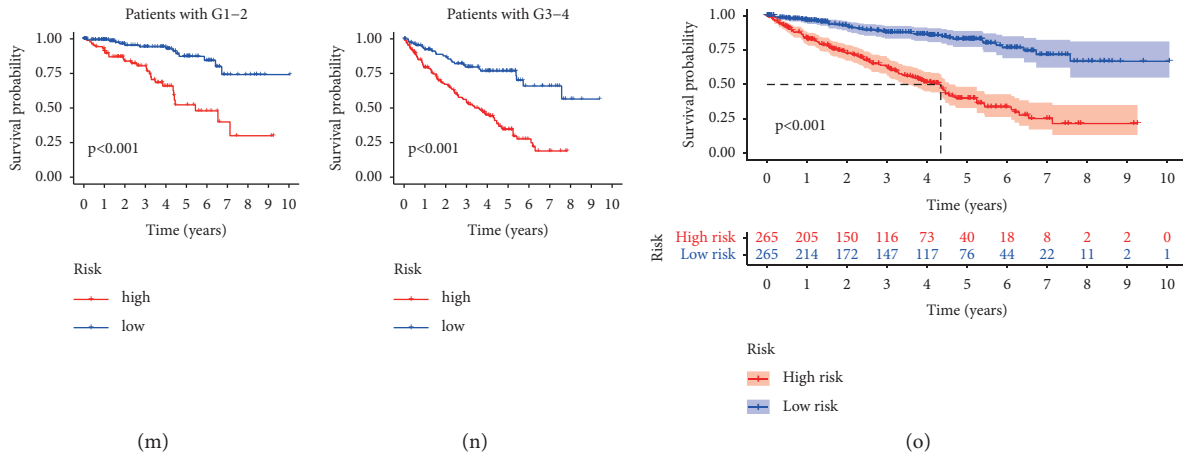 Patients with G1−2
Survival probability
1.00
0.75
0.50
0.25
0.00
p<0.001
0 1 2 3 4 5 6 7 8 9 10
Time (years)
Risk
high
low
(m)
Patients with G3−4
Survival probability
1.00
0.75
0.50
0.25
0.00
p<0.001
0 1 2 3 4 5 6 7 8 9 10
Time (years)
Risk
high
low
(n)
Survival probability
1.00
0.75
0.50
0.25
0.00
p<0.001
0 1 2 3 4 5 6 7 8 9 10
Time (years)
Risk
High risk 265 205 150 116 73 40 18 8 2 2 0
Low risk 265 214 172 147 117 76 44 22 11 2 1
0 1 2 3 4 5 6 7 8 9 10
Time (years)
Risk
High risk
Low risk
(o)